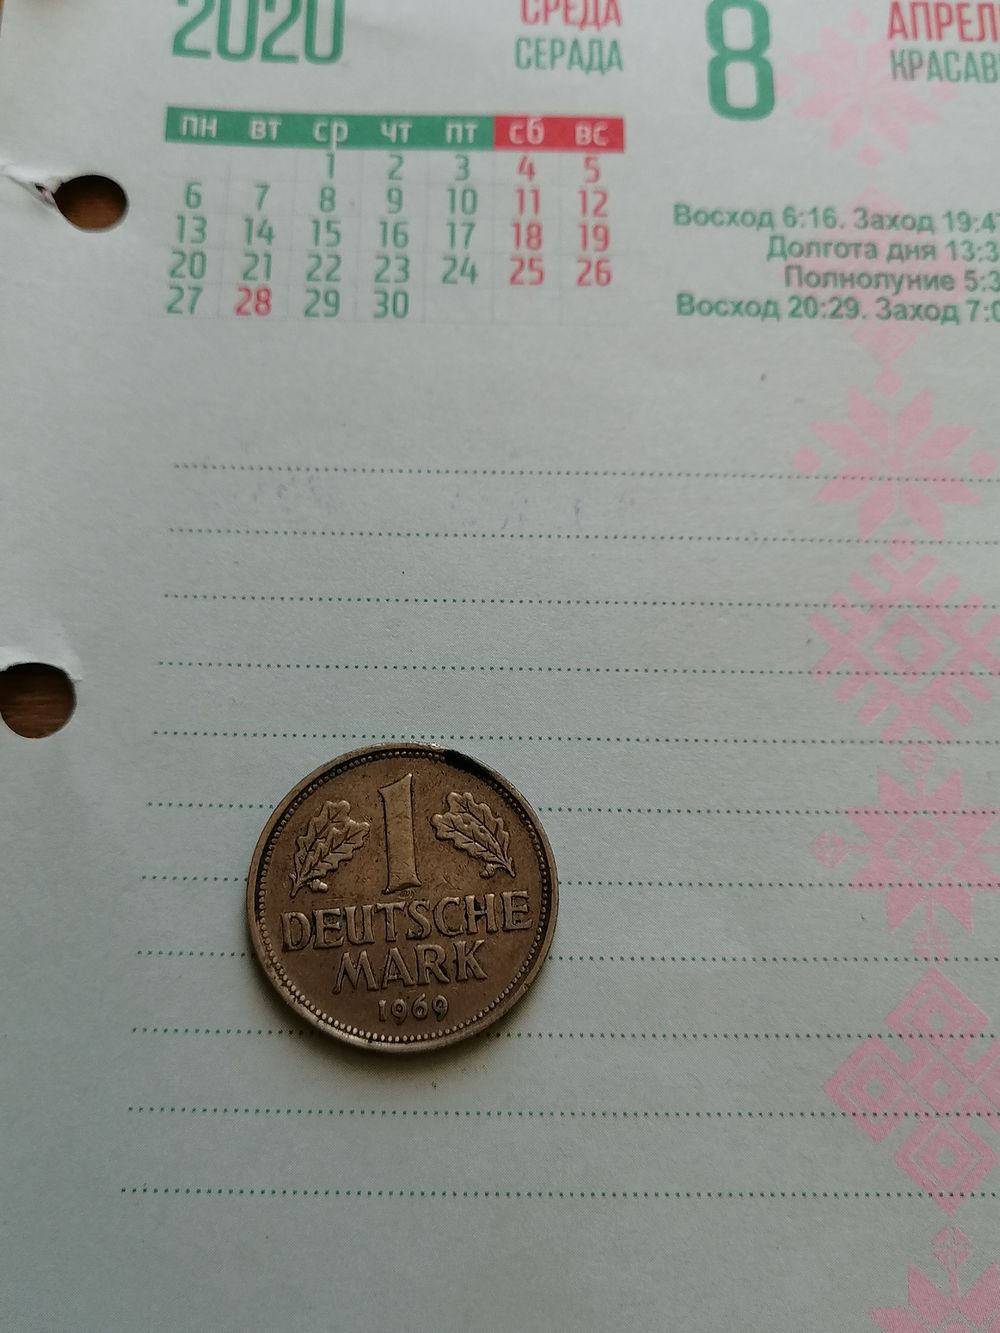 2020
СРЕДА
СЕРАДА
8
пн вт ср чт пт сб вс
1 2 3 4 5
6 7 8 9 10 11 12
13 14 15 16 17 18 19
20 21 22 23 24 25 26
27 28 29 30
Восход 6:16. Заход
Долгота дня
Полнолуние
Восход 20:29. Заход
1
DEUTSCHE
MARK
1969